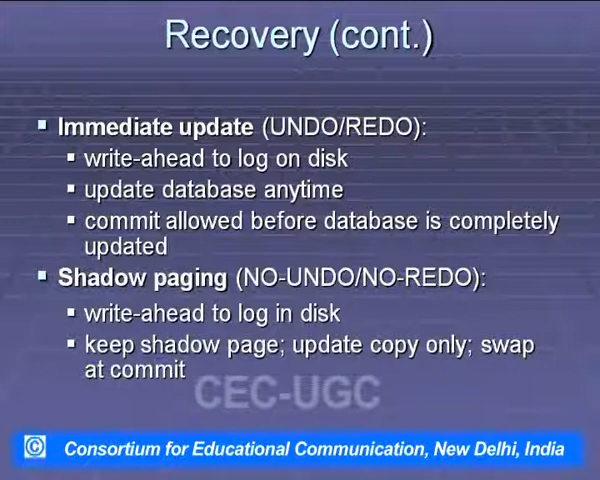 Recovery (cont.)
▪ Immediate update (UNDO/REDO):
▪ write-ahead to log on disk
▪ update database anytime
▪ commit allowed before database is completely
updated
▪ Shadow paging (NO-UNDO/NO-REDO):
▪ write-ahead to log in disk
▪ keep shadow page; update copy only; swap
at commit
CEC-UGC
© Consortium for Educational Communication, New Delhi, India